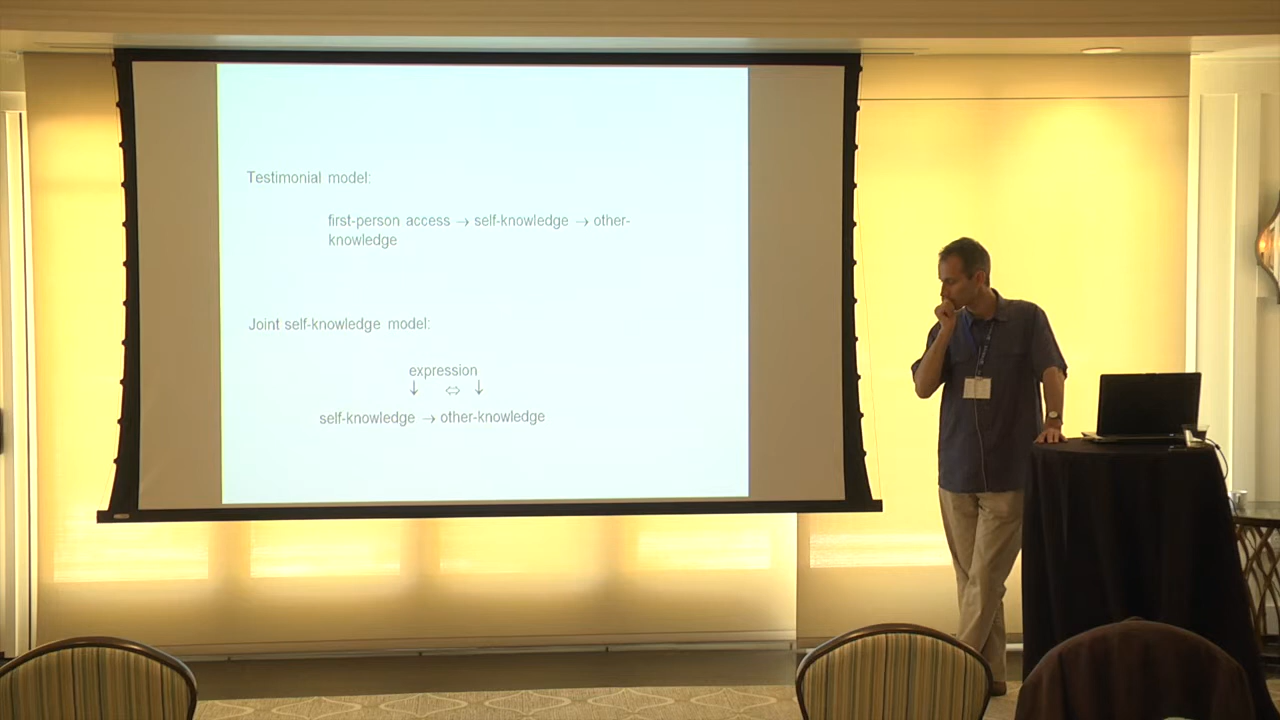 Testimonial model:
first-person access → self-knowledge → other-
knowledge
Joint self-knowledge model:
expression
↓ ⇔ ↓
self-knowledge → other-knowledge